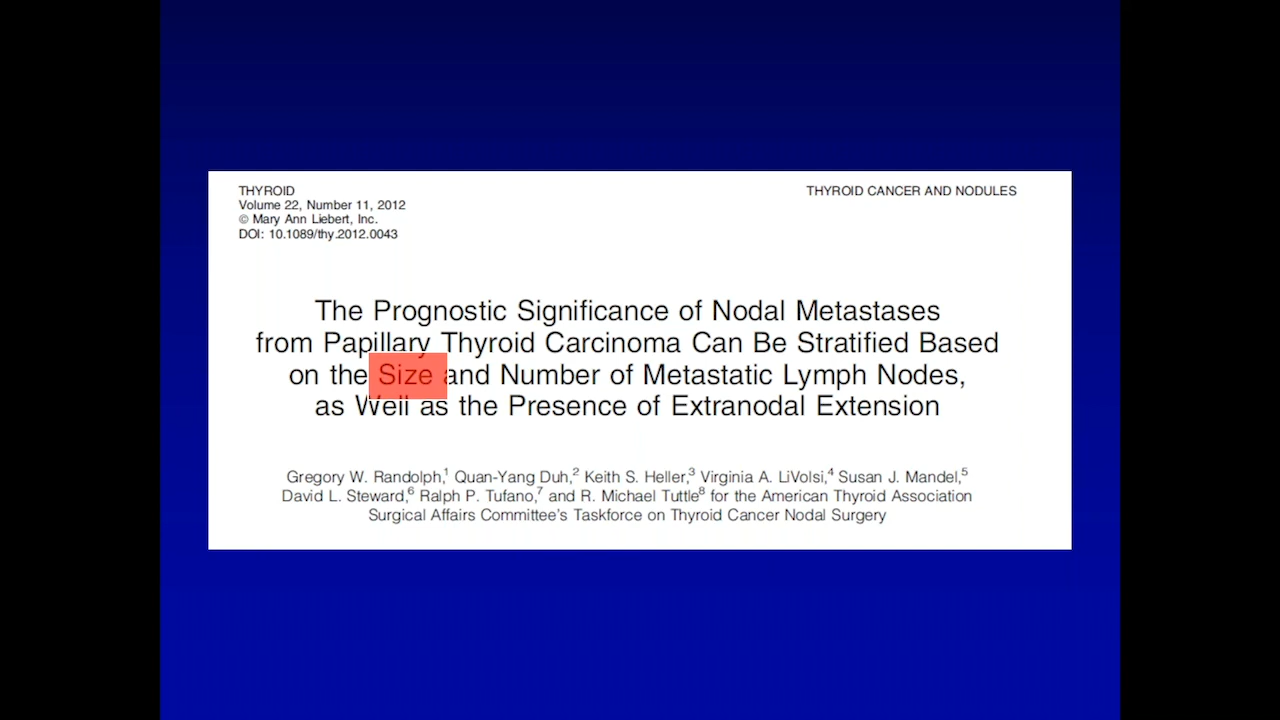 THYROID
Volume 22, Number 11, 2012
© Mary Ann Liebert, Inc.
DOI: 10.1089/thy.2012.0043
THYROID CANCER AND NODULES
The Prognostic Significance of Nodal Metastases
from Papillary Thyroid Carcinoma Can Be Stratified Based
on the Size and Number of Metastatic Lymph Nodes,
as Well as the Presence of Extranodal Extension
Gregory W. Randolph,1 Quan-Yang Duh,2 Keith S. Heller,3 Virginia A. LiVolsi,4 Susan J. Mandel,5
David L. Steward,6 Ralph P. Tufano,7 and R. Michael Tuttle8 for the American Thyroid Association
Surgical Affairs Committee's Taskforce on Thyroid Cancer Nodal Surgery